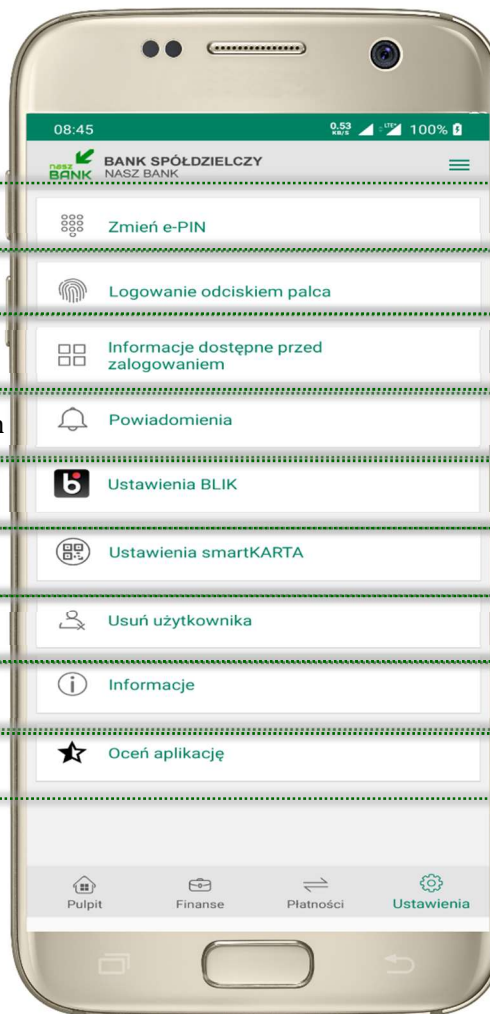 08:45 0.53 KB/S LTE+ 100%
nasz BANK BANK SPÓŁDZIELCZY
NASZ BANK
Zmień e-PIN
Logowanie odciskiem palca
Informacje dostępne przed
zalogowaniem
Powiadomienia
Ustawienia BLIK
Ustawienia smartKARTA
Usuń użytkownika
Informacje
Oceń aplikację
Pulpit Finanse Płatności Ustawienia